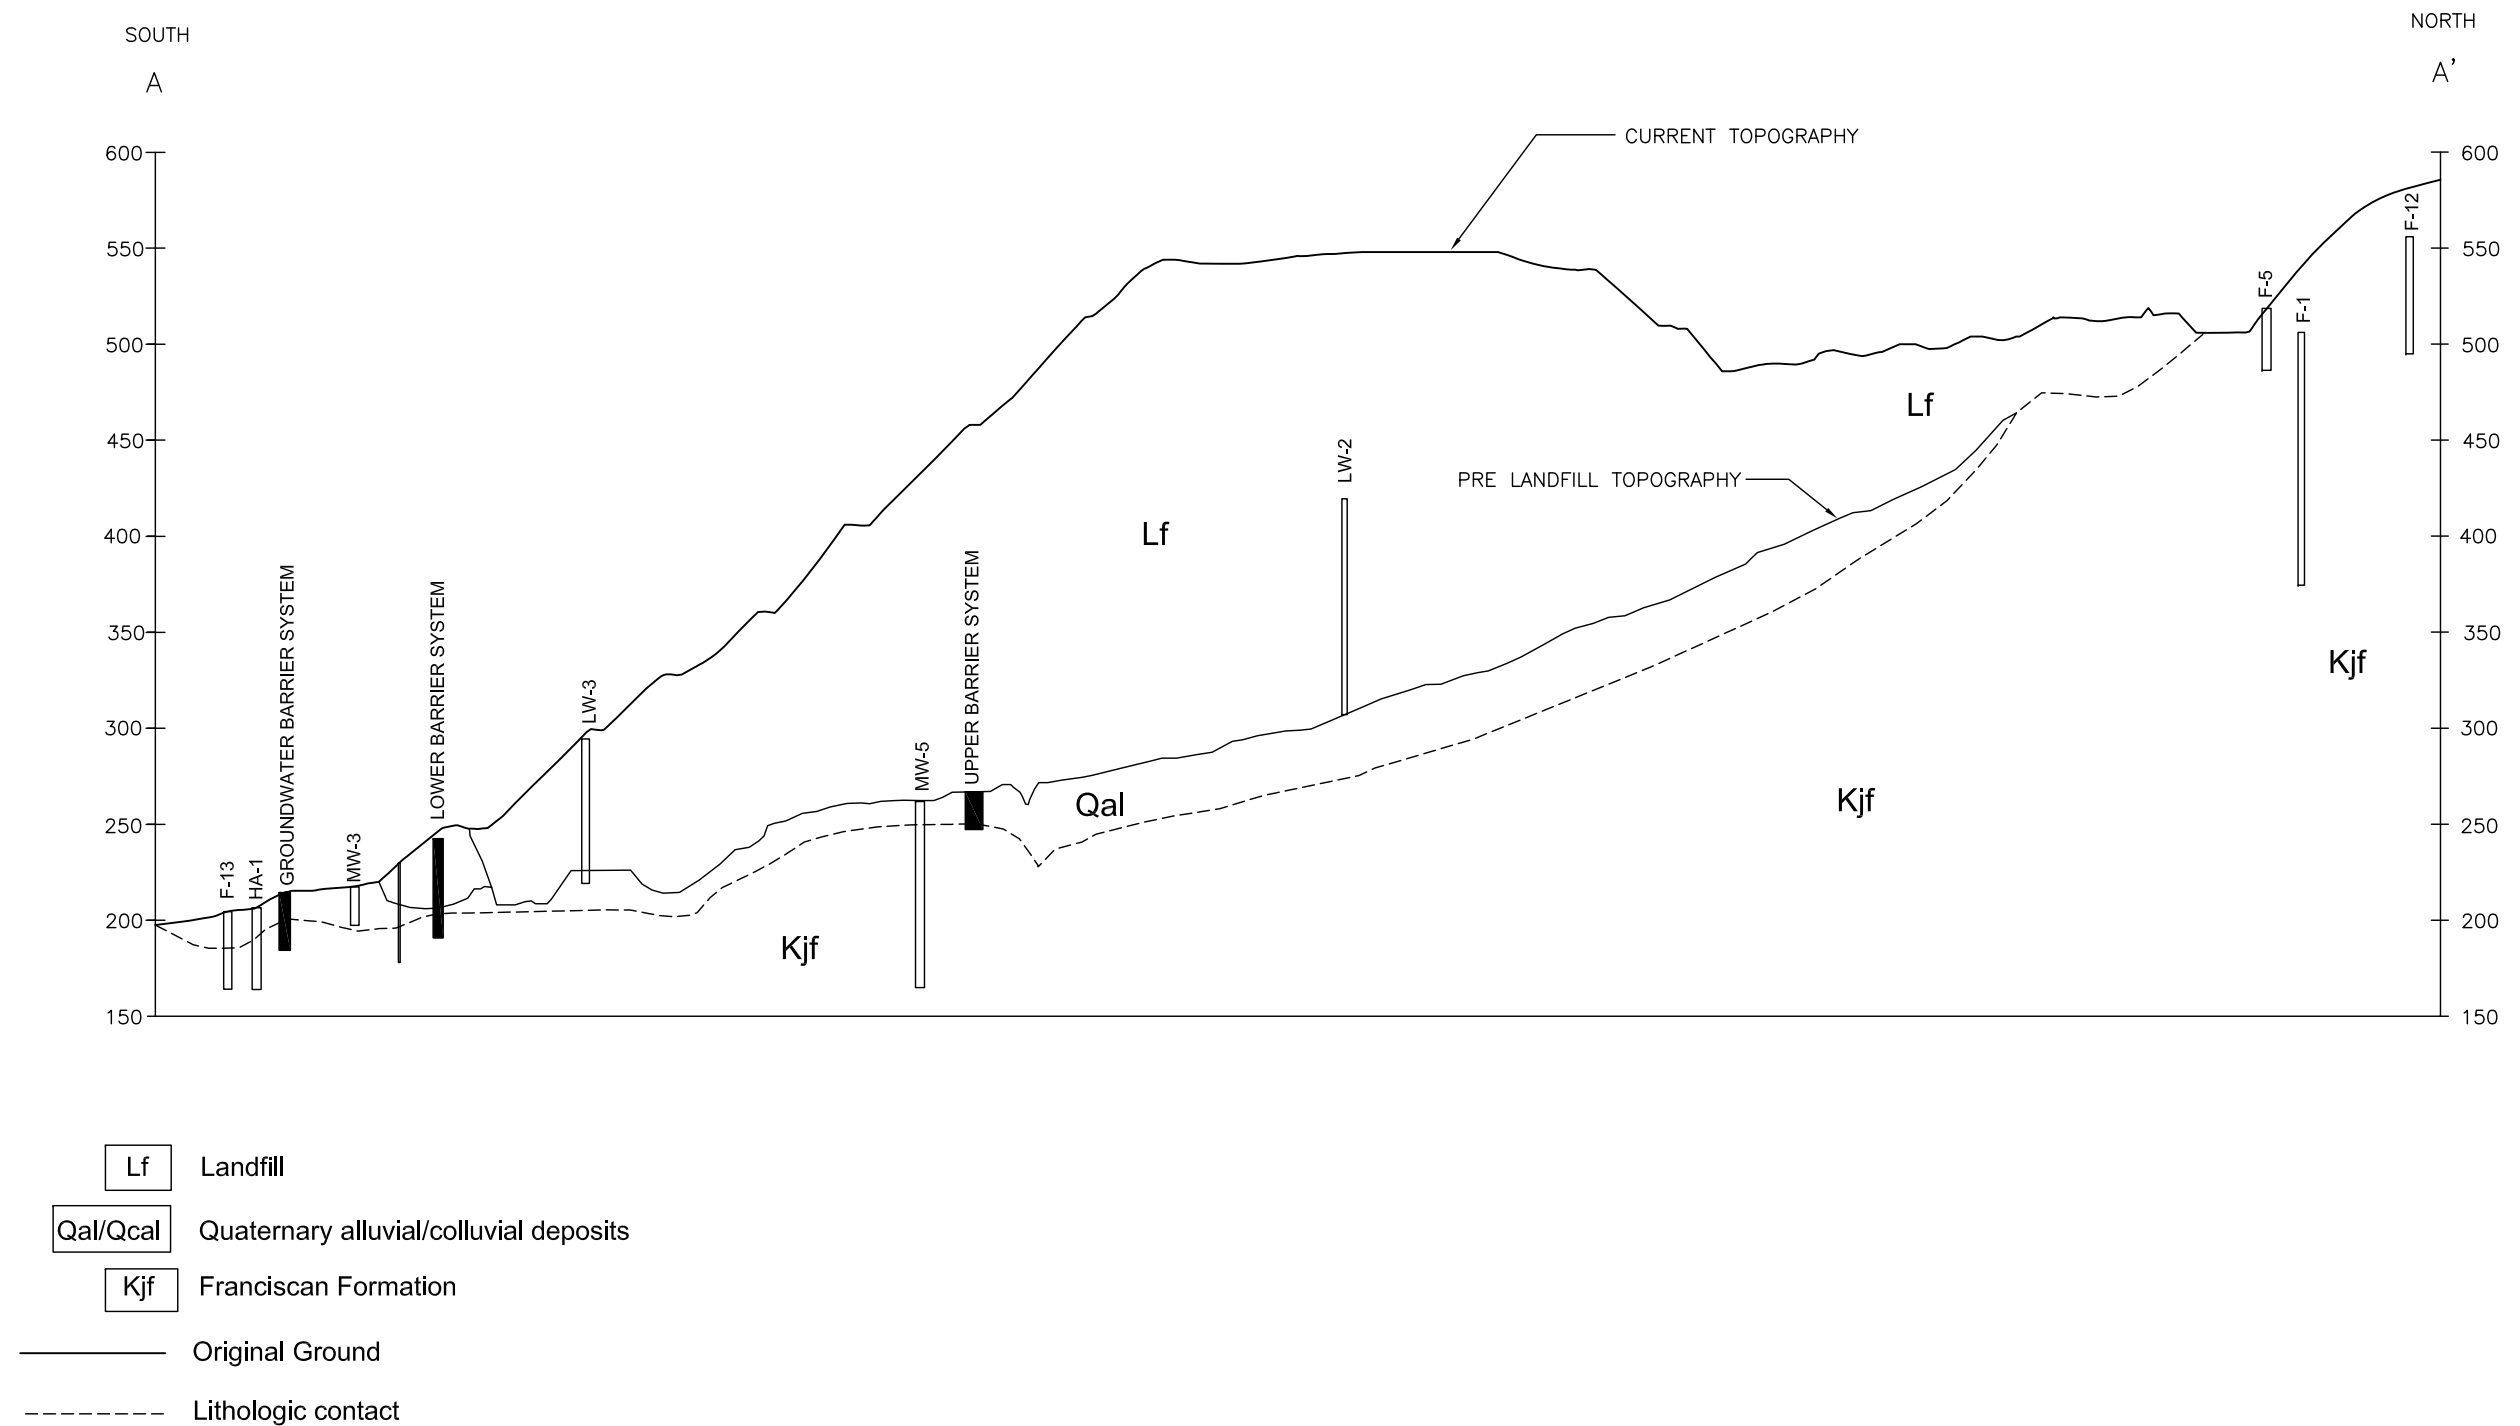 SOUTH
NORTH
A
A'
CURRENT TOPOGRAPHY
600
600
F-12
550
550
F-5
F-1
500
500
Lf
450
450
LW-2
PRE LANDFILL TOPOGRAPHY
Lf
400
400
GROUNDWATER BARRIER SYSTEM
LOWER BARRIER SYSTEM
UPPER BARRIER SYSTEM
350
350
Kjf
LW-3
300
300
MW-5
Qal
Kjf
250
250
F-13
HA-1
MW-3
200
200
Kjf
150
150
Lf
Landfill
Qal/Qcal
Quaternary alluvial/colluvial deposits
Kjf
Franciscan Formation
Original Ground
Lithologic contact